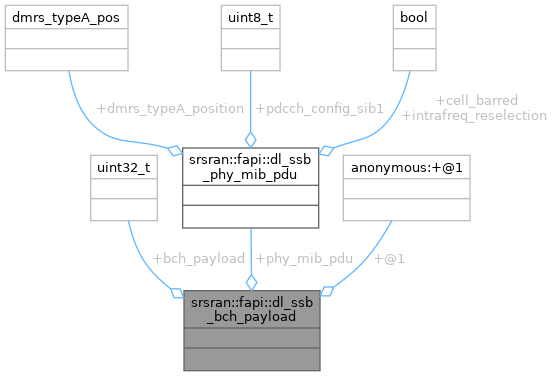 dmrs_typeA_pos
uint8_t
bool
+cell_barred
+dmrs_typeA_position
+pdcch_config_sib1
+intrafreq_reselection
uint32_t
srsran::fapi::dl_ssb
_phy_mib_pdu
anonymous:+@1
+bch_payload
+phy_mib_pdu
+@1
srsran::fapi::dl_ssb
_bch_payload